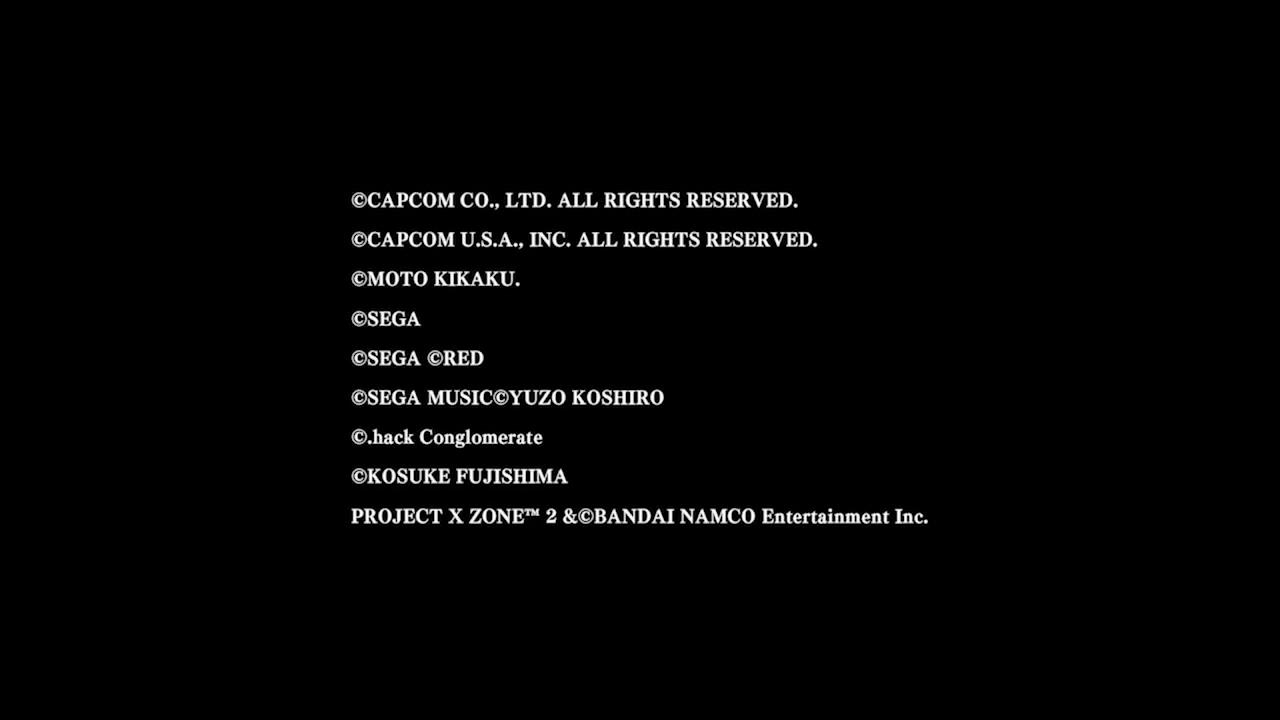 ©CAPCOM CO., LTD. ALL RIGHTS RESERVED.
©CAPCOM U.S.A., INC. ALL RIGHTS RESERVED.
©MOTO KIKAKU.
©SEGA
©SEGA ©RED
©SEGA MUSIC©YUZO KOSHIRO
©.hack Conglomerate
©KOSUKE FUJISHIMA
PROJECT X ZONE™ 2 &©BANDAI NAMCO Entertainment Inc.